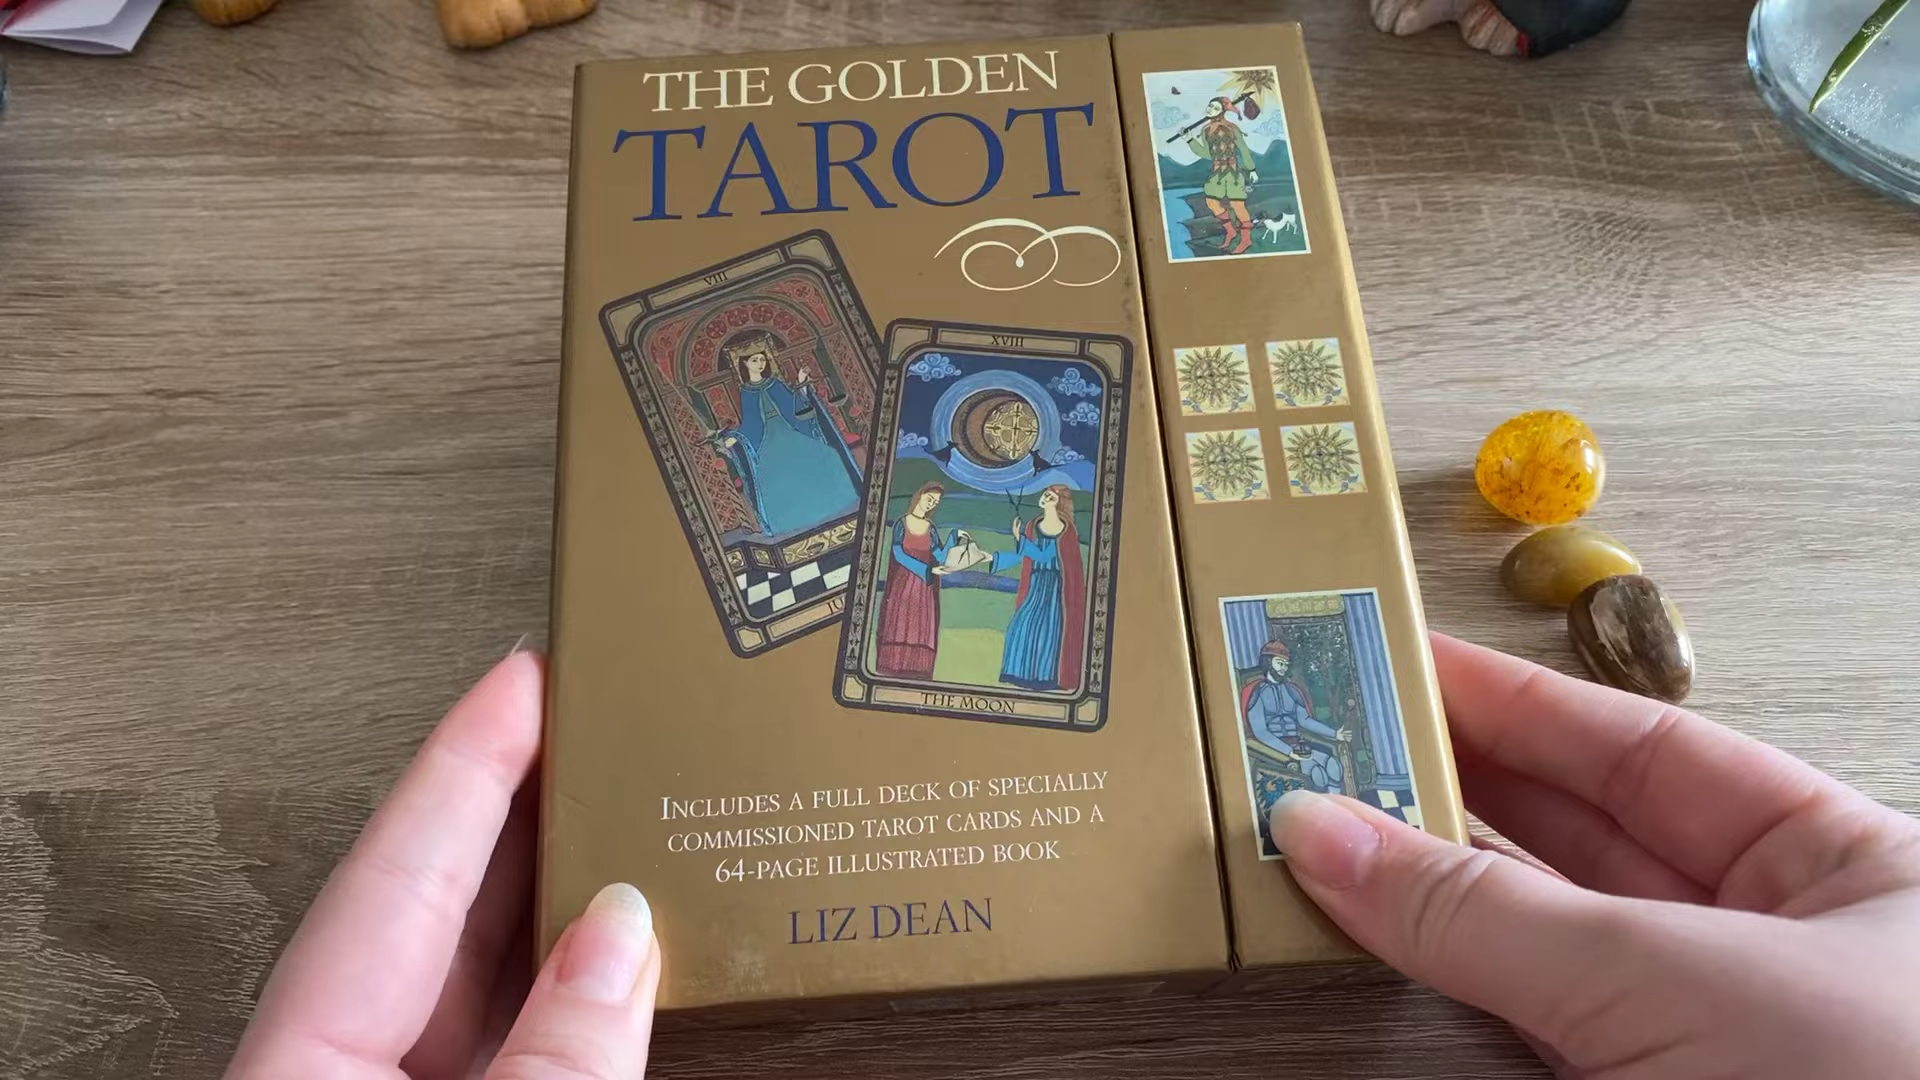 THE GOLDEN
TAROT
VIII
XVIII
THE MOON
INCLUDES A FULL DECK OF SPECIALLY
COMMISSIONED TAROT CARDS AND A
64-PAGE ILLUSTRATED BOOK
LIZ DEAN